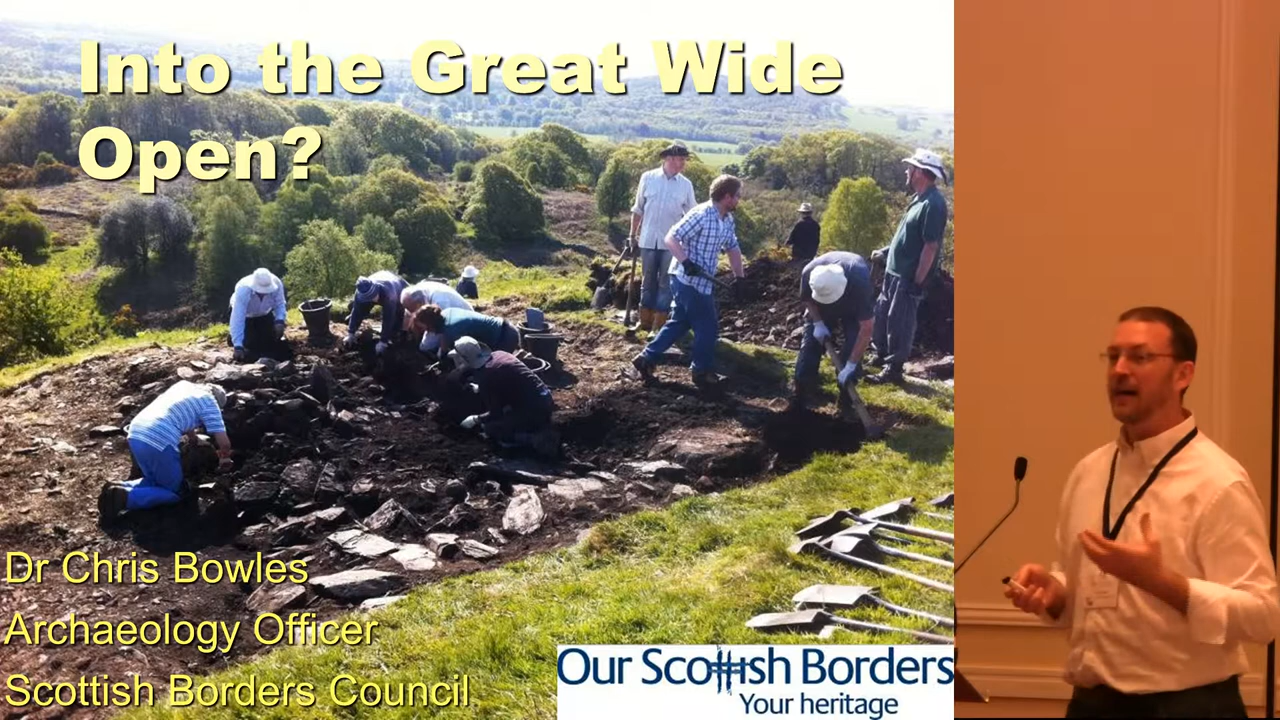 Into the Great Wide
Open?
Dr Chris Bowles
Archaeology Officer
Scottish Borders Council
Our Scottish Borders
Your heritage